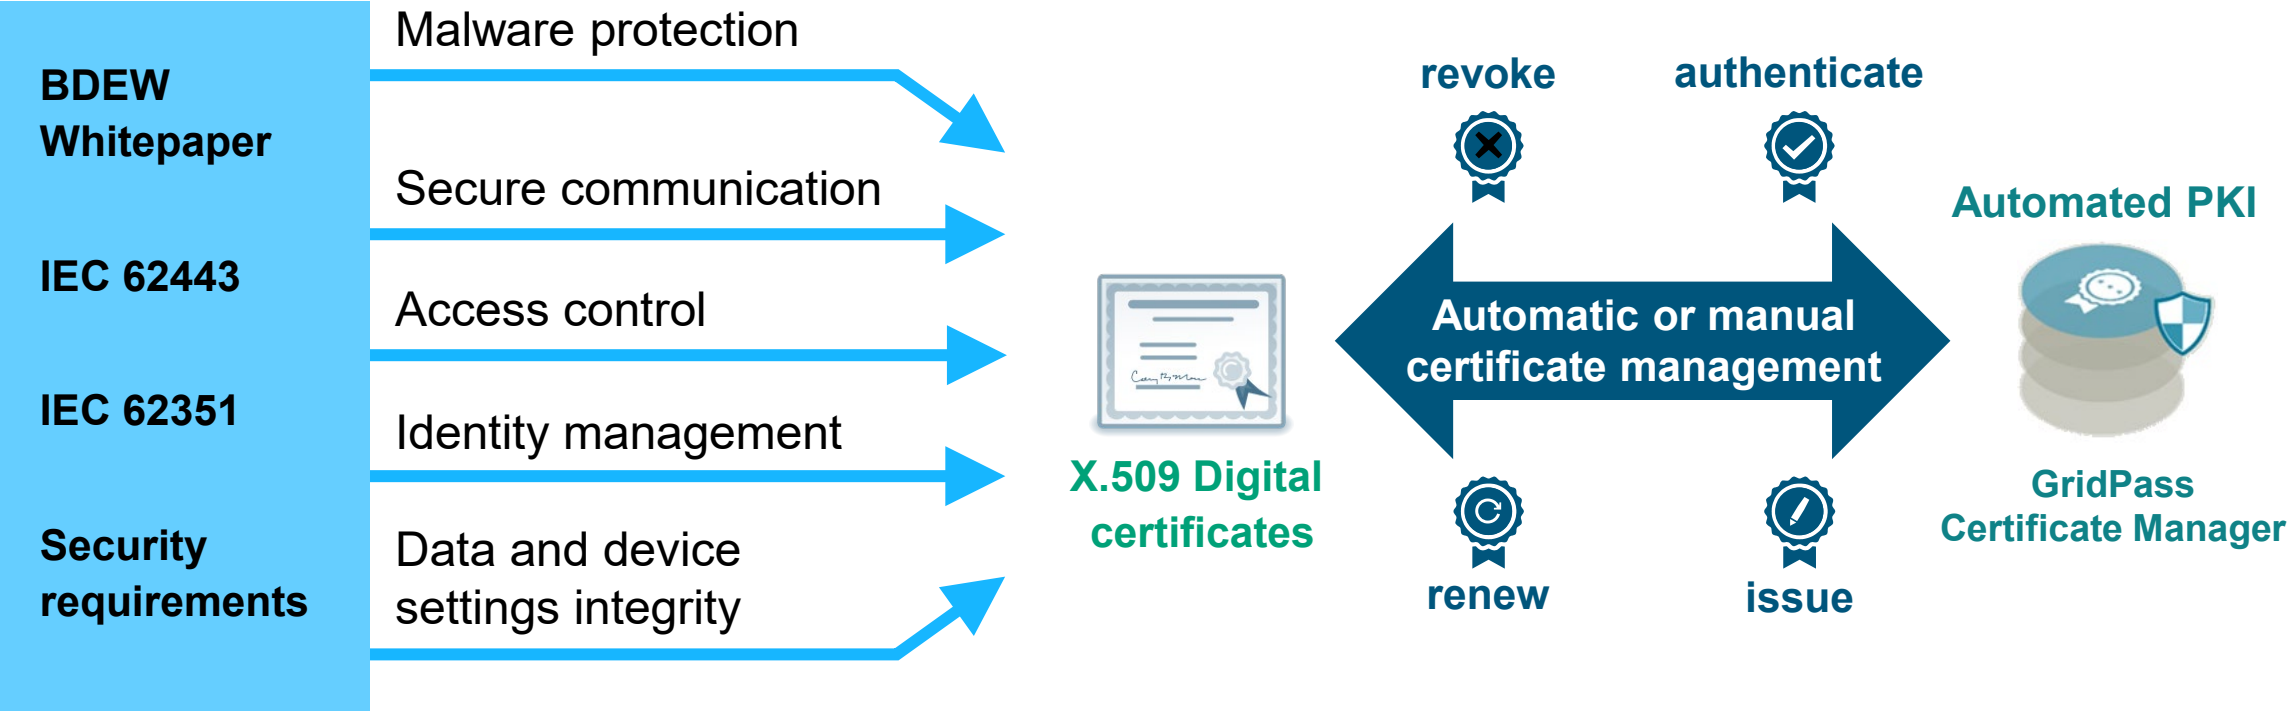 BDEW
Whitepaper
IEC 62443
IEC 62351
Security
requirements
Malware protection
Secure communication
Access control
Identity management
Data and device
settings integrity
X.509 Digital
certificates
revoke
authenticate
Automatic or manual
certificate management
renew
issue
Automated PKI
GridPass
Certificate Manager